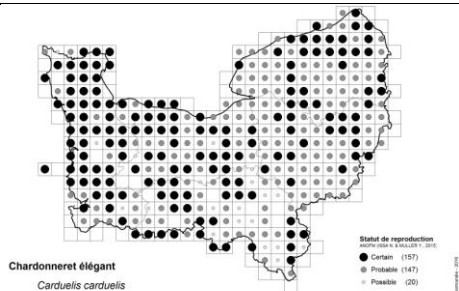 Statut de reproduction
Certain (157)
Probable (147)
Possible (20)
Chardonneret élégant
Carduelis carduelis